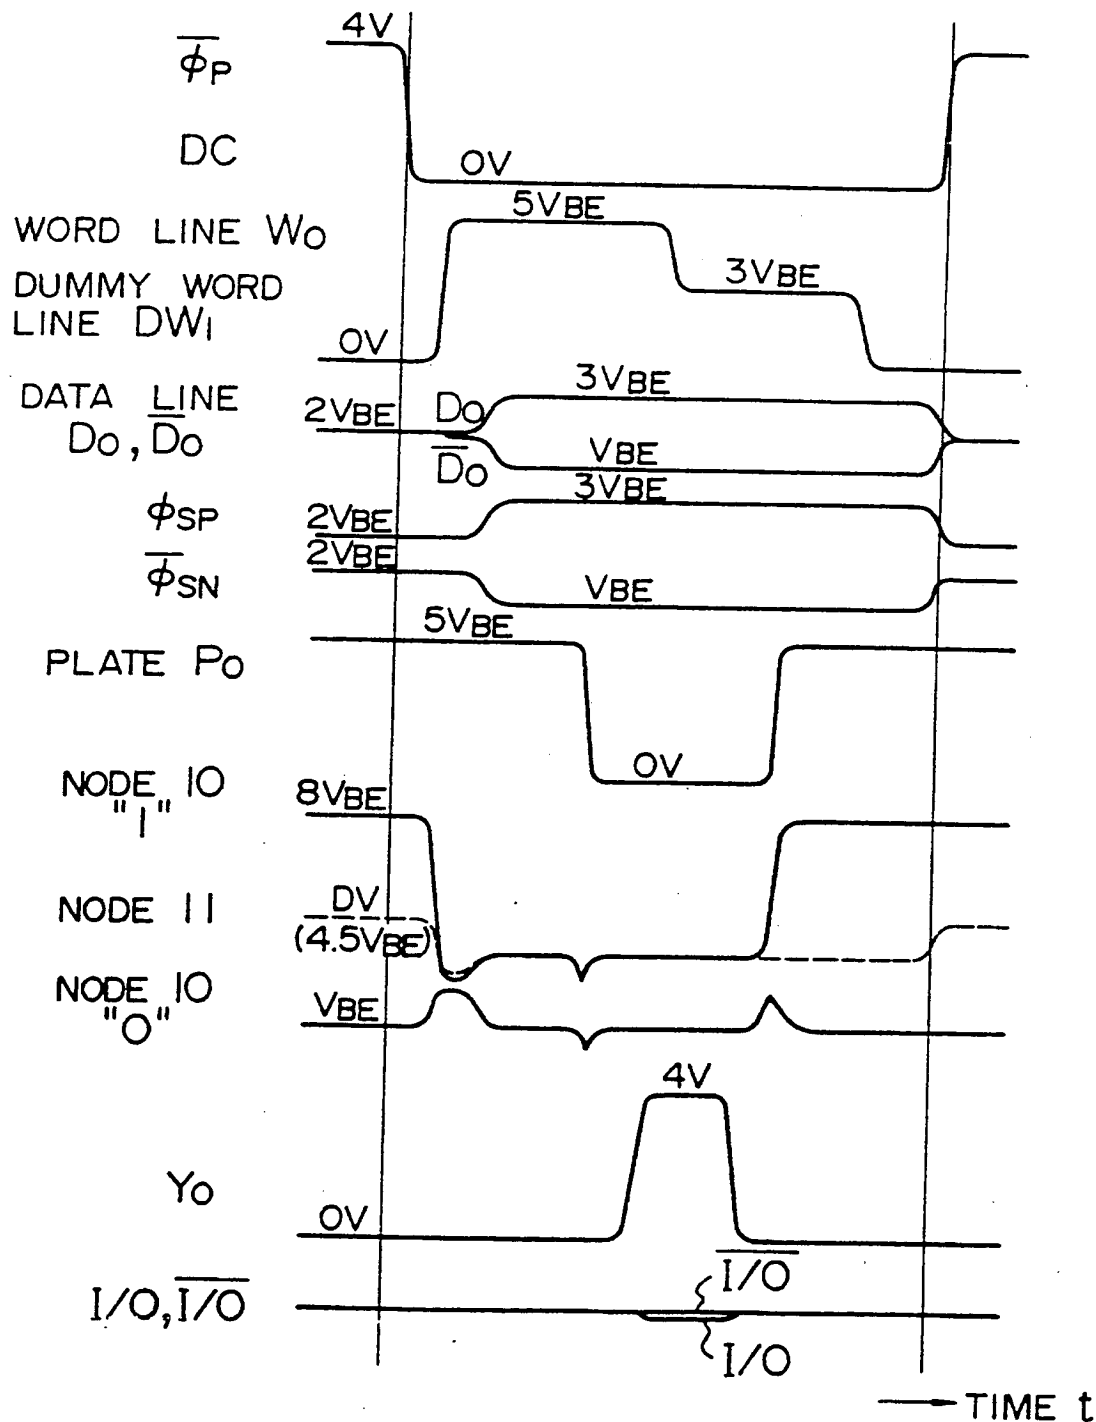 4V
φ̅P
DC
0V
5VBE
WORD LINE W0
3VBE
DUMMY WORD
LINE DW1
0V
3VBE
DATA LINE
D0, D̅0
2VBE
D0
D̅0
VBE
3VBE
φSP
2VBE
2VBE
φ̅SN
VBE
5VBE
PLATE P0
0V
NODE 10
"1"
8VBE
NODE 11
DV
(4.5VBE)
NODE 10
"0"
VBE
4V
Y0
0V
I̅/̅O̅
I/O, I̅/̅O̅
I/O
TIME t